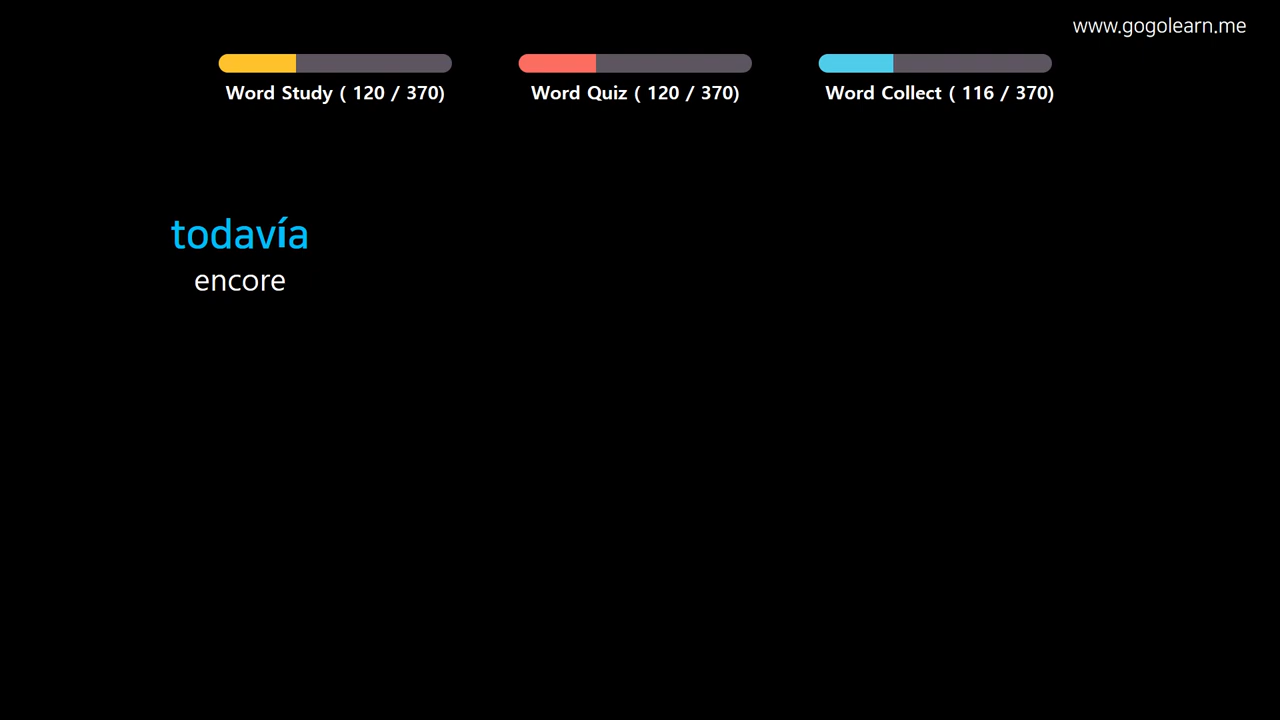 www.gogolearn.me
Word Study ( 120 / 370)
Word Quiz ( 120 / 370)
Word Collect ( 116 / 370)
todavía
encore